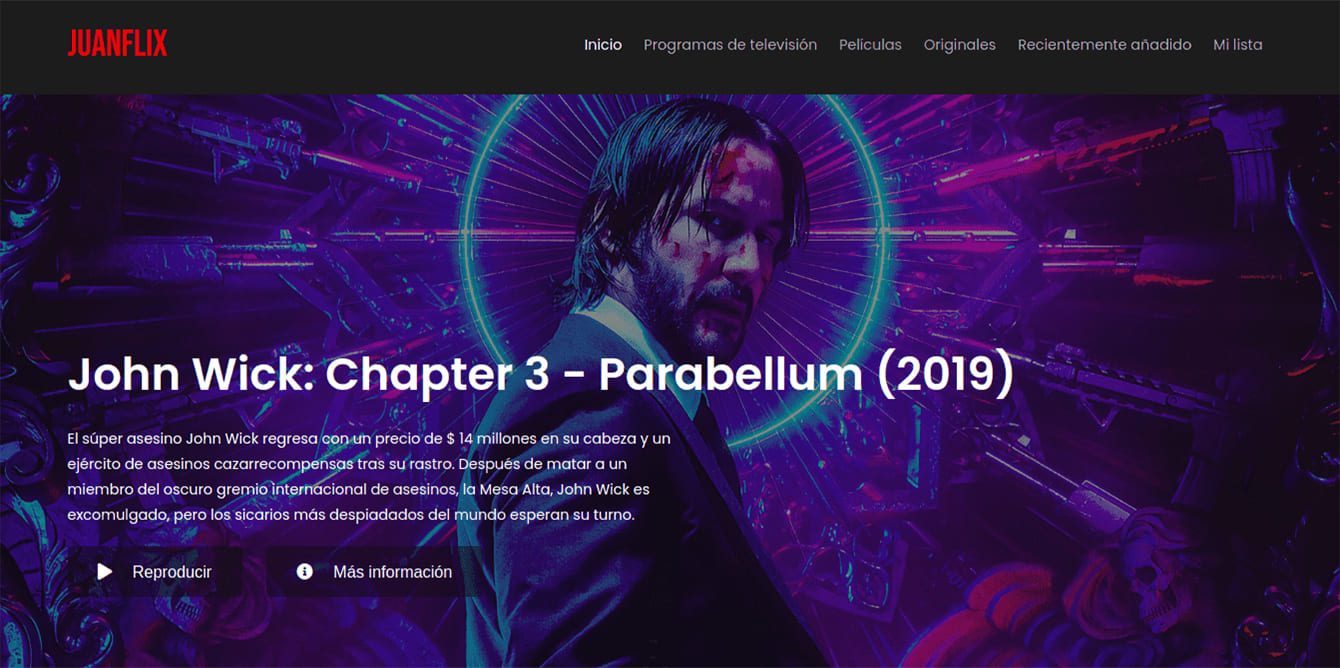 JUANFLIX
Inicio Programas de televisión Películas Originales Recientemente añadido Mi lista
John Wick: Chapter 3 - Parabellum (2019)
El súper asesino John Wick regresa con un precio de $ 14 millones en su cabeza y un
ejército de asesinos cazarrecompensas tras su rastro. Después de matar a un
miembro del oscuro gremio internacional de asesinos, la Mesa Alta, John Wick es
excomulgado, pero los sicarios más despiadados del mundo esperan su turno.
Reproducir Más información